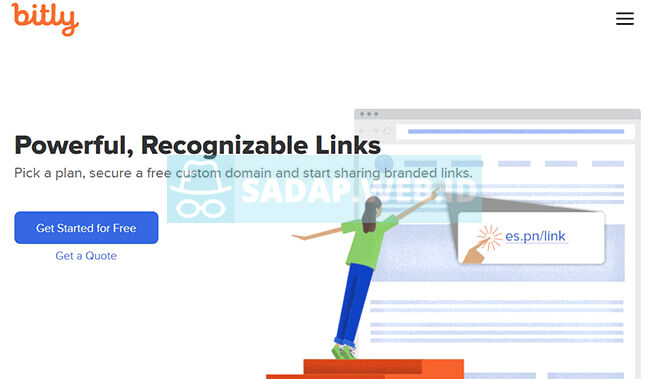 bitly
Powerful, Recognizable Links
Pick a plan, secure a free custom domain and start sharing branded links.
SADAP.WEB.ID
Get Started for Free
es.pn/link
Get a Quote